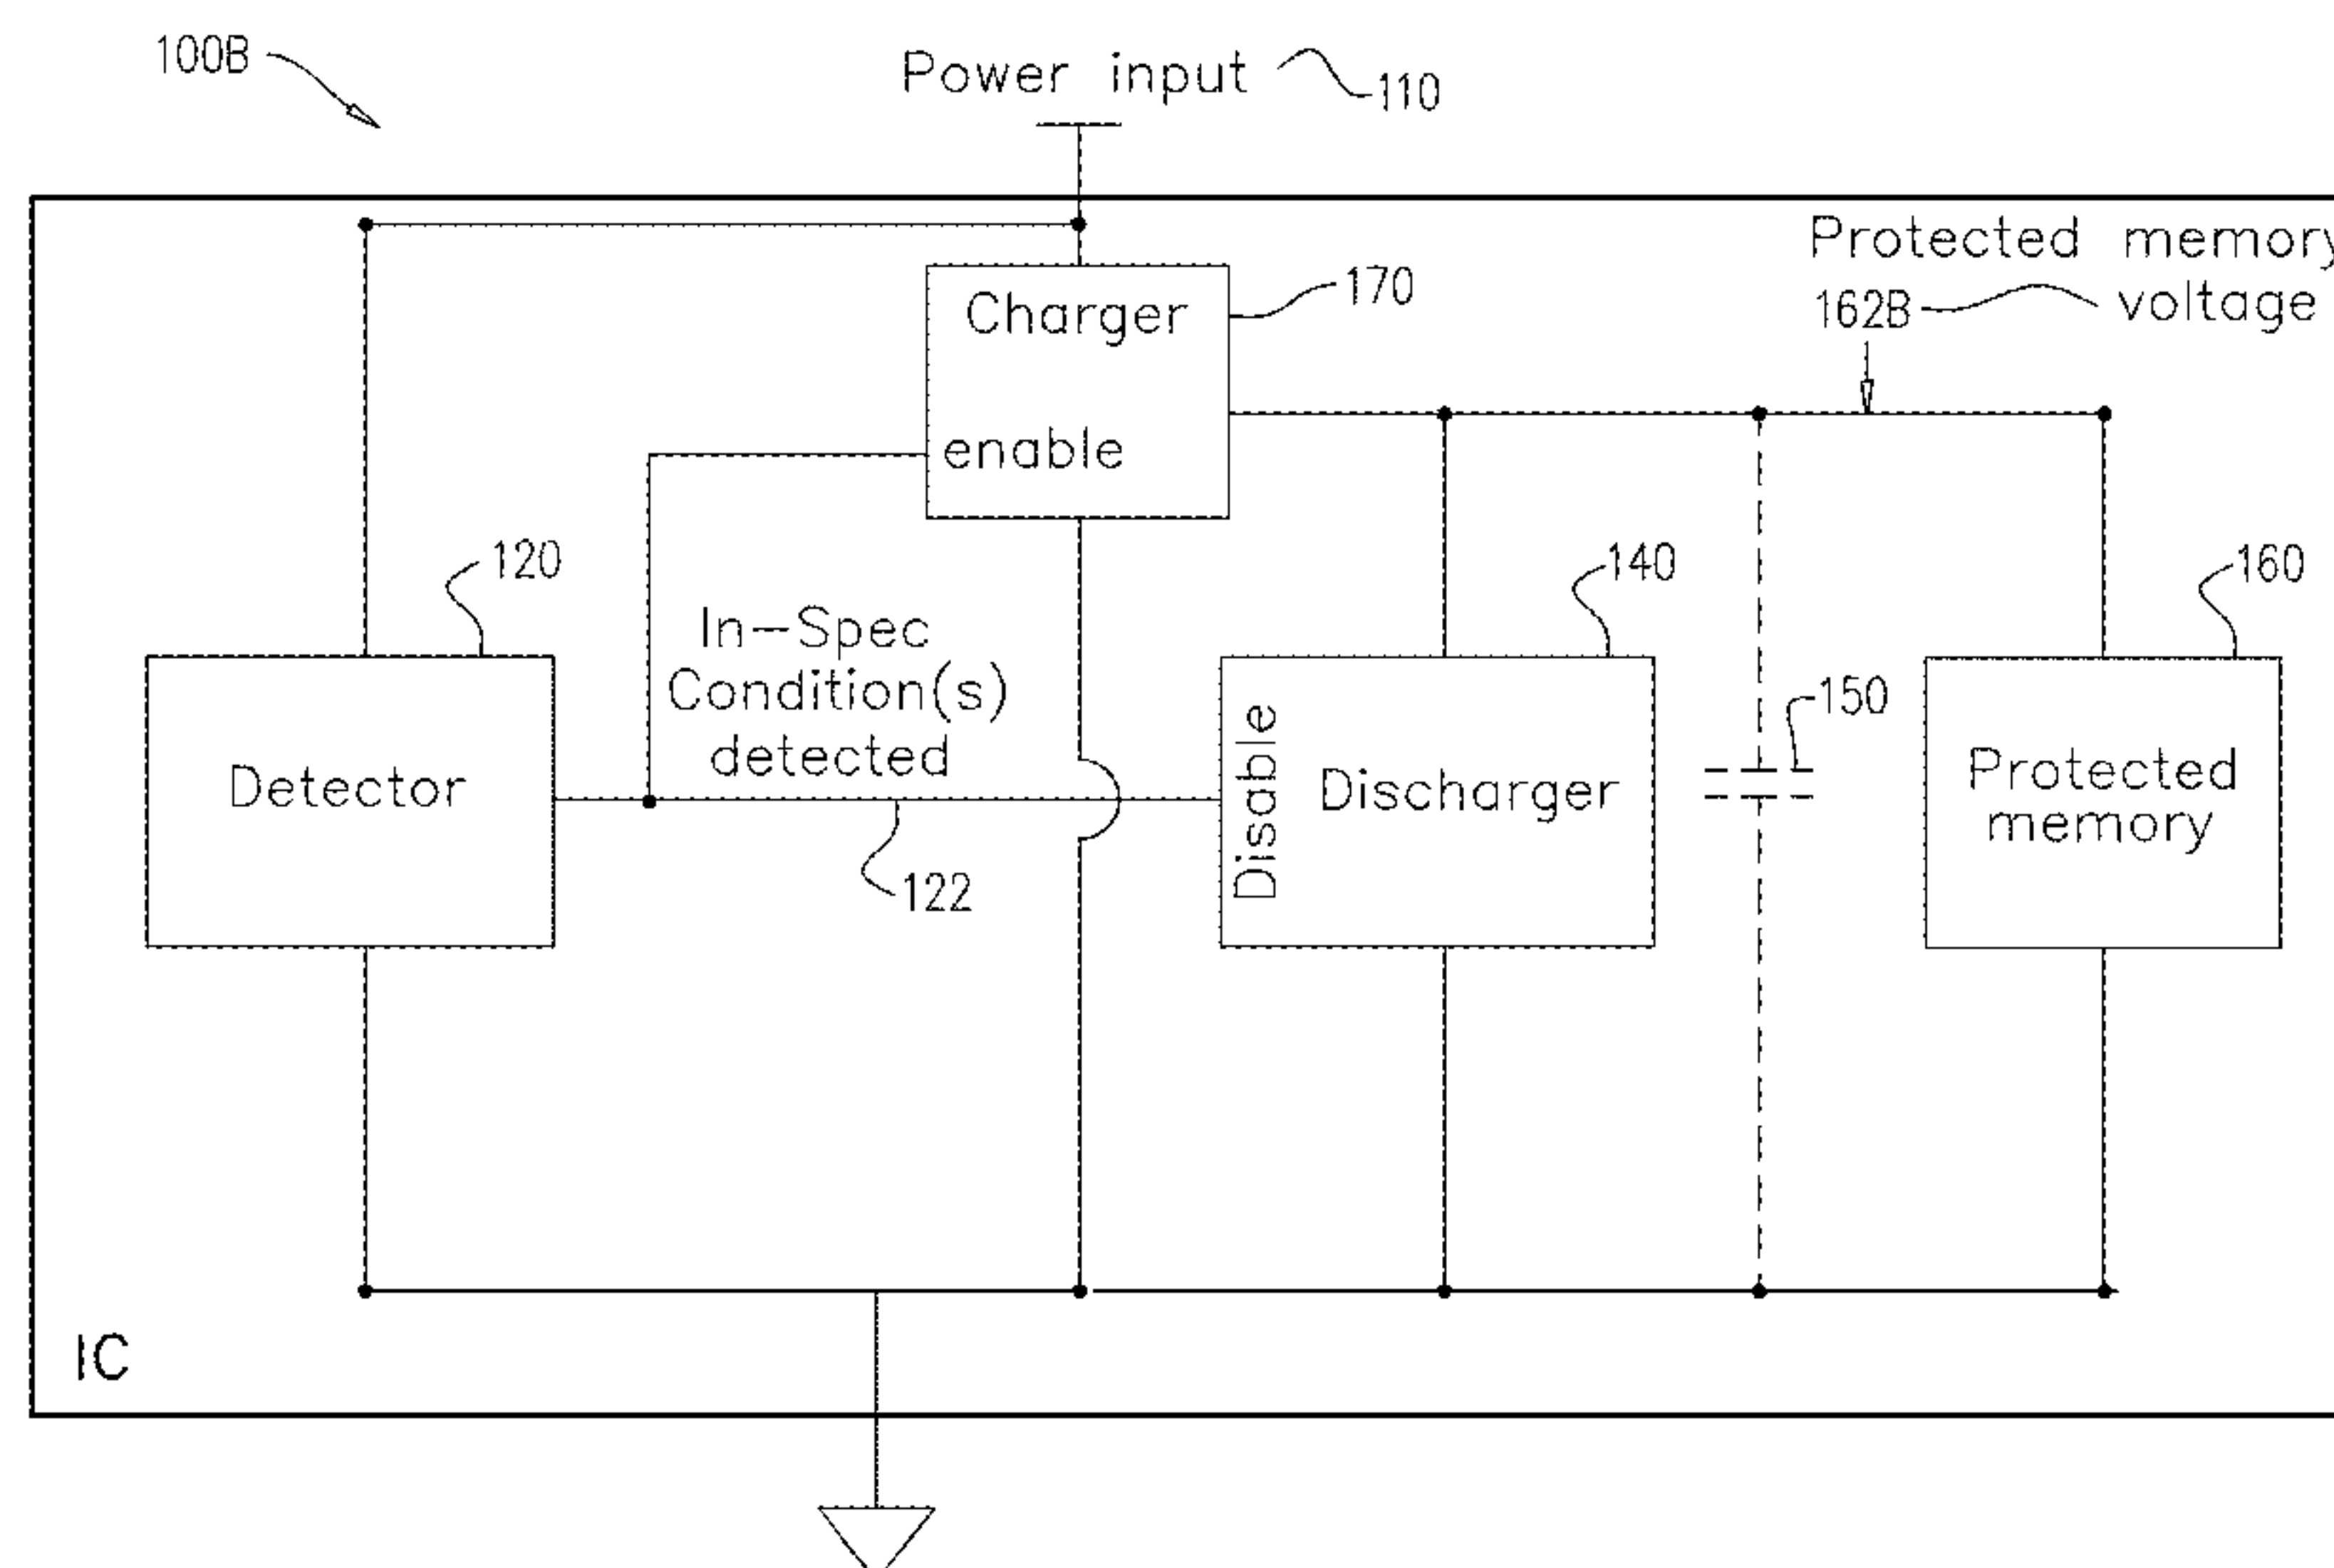 100B
Power input
110
Protected memory
162B
voltage
Charger
170
enable
120
In-Spec
Condition(s)
detected
140
160
150
Detector
Disable
Discharger
Protected
memory
122
IC